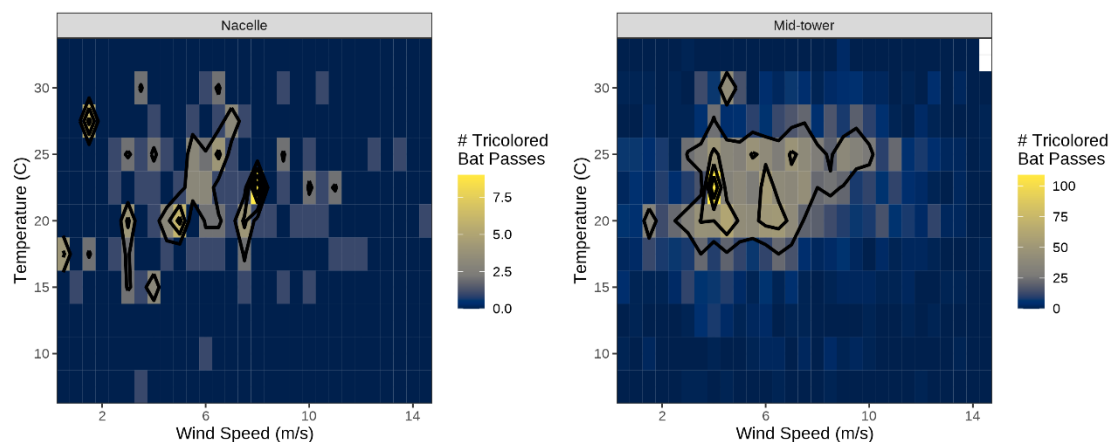 Nacelle
30
25
20
15
10
Temperature (C)
2
6
10
14
Wind Speed (m/s)
# Tricolored
Bat Passes
7.5
5.0
2.5
0.0
Mid-tower
30
25
20
15
10
Temperature (C)
2
6
10
14
Wind Speed (m/s)
# Tricolored
Bat Passes
100
75
50
25
0